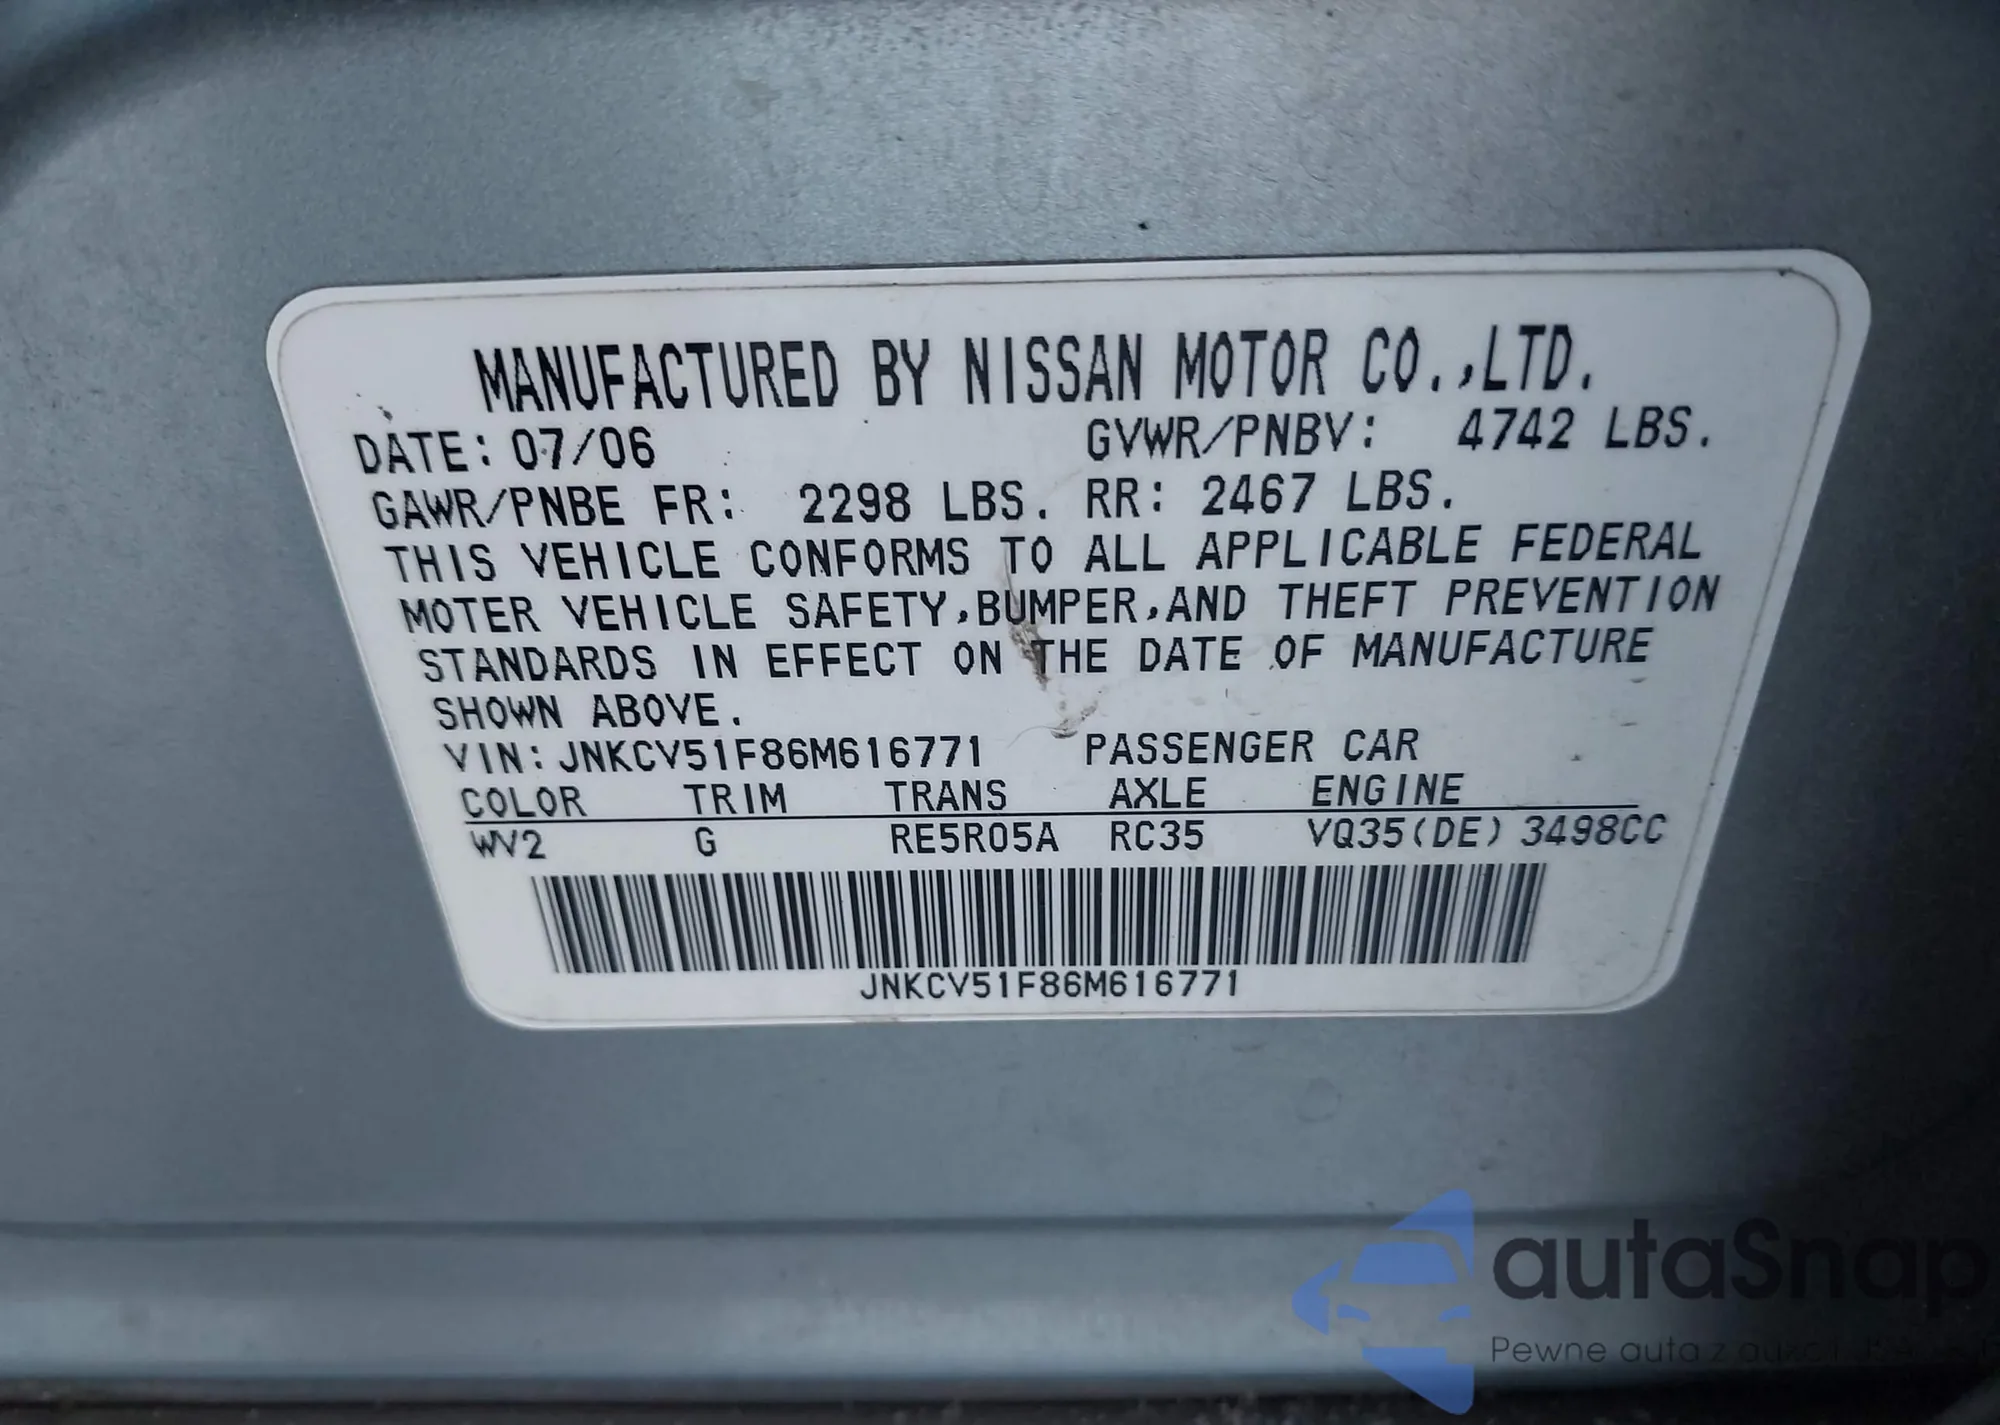 MANUFACTURED BY NISSAN MOTOR CO.,LTD.
DATE: 07/06 GVWR/PNBV: 4742 LBS.
GAWR/PNBE FR: 2298 LBS. RR: 2467 LBS.
THIS VEHICLE CONFORMS TO ALL APPLICABLE FEDERAL
MOTER VEHICLE SAFETY,BUMPER,AND THEFT PREVENTION
STANDARDS IN EFFECT ON THE DATE OF MANUFACTURE
SHOWN ABOVE.
VIN: JNKCV51F86M616771 PASSENGER CAR
COLOR TRIM TRANS AXLE ENGINE
WV2 G RE5R05A RC35 VQ35(DE) 3498CC
JNKCV51F86M616771
autaSnap
Pewne auta z